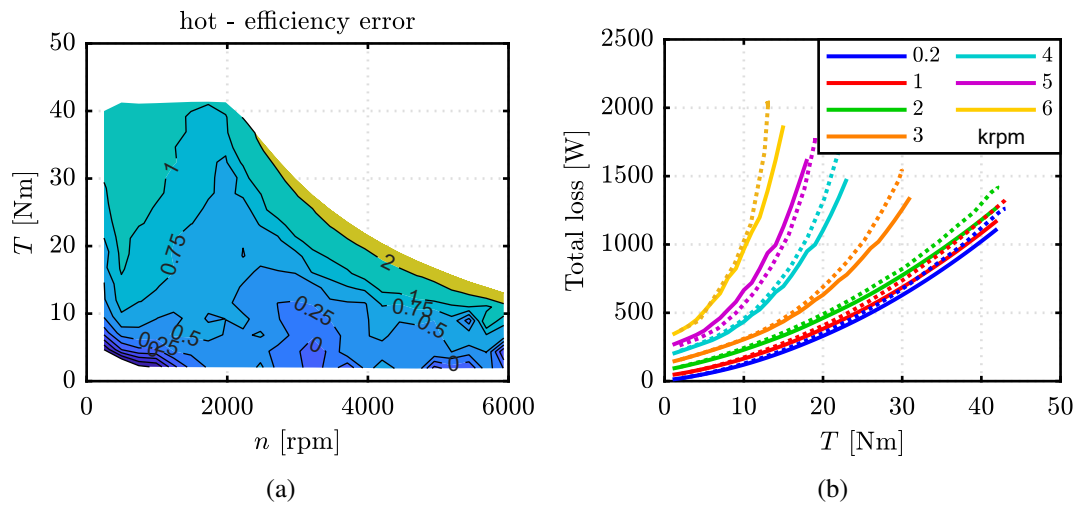 hot - efficiency error
50
40
30
20
10
0
T [Nm]
0 2000 4000 6000
n [rpm]
1
0.75
2
1
0.75
0.5
0.25
0
0.5
0.25
0
(a)
2500
2000
1500
1000
500
0
Total loss [W]
0.2 4
1 5
2 6
3 krpm
0 10 20 30 40 50
T [Nm]
(b)